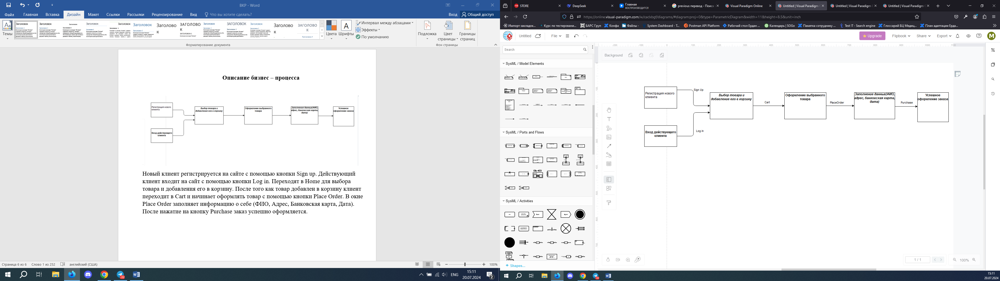 ВКР - Word
Файл
Главная
Вставка
Дизайн
Макет
Ссылки
Рассылки
Рецензирование
Вид
Что вы хотите сделать?
Вход
Общий доступ
Темы
Заголовок
Заголовок
Заголовок
Заголовок
Заголовок
Заголовок
Заголово
к
ЗАГОЛОВО
К
Заголовок
ЗАГОЛОВОК
Заголовок
Заголово
к
ЗАГОЛОВО
К
Цвета
Шрифты
Интервал между абзацами
Эффекты
По умолчанию
Подложка
Цвет
страницы
Границы
страниц
Форматирование документа
Фон страницы
Описание бизнес – процесса
Регистрация нового
клиента
Вход действующего
клиента
Выбор товара и
добавление его в корзину
Оформление выбранного
товара
Заполнение данных(ФИО,
адрес, банковская карта,
дата)
Успешное
оформление заказа
Новый клиент регистрируется на сайте с помощью кнопки Sign up. Действующий
клиент входит на сайт с помощью кнопки Log in. Переходят в Home для выбора
товара и добавления его в корзину. После того как товар добавлен в корзину клиент
переходит в Cart и начинает оформлять товар с помощью кнопки Place Order. В окне
Place Order заполняет информацию о себе (ФИО, Адрес, Банковская карта, Дата).
После нажатие на кнопку Purchase заказ успешно оформляется.
Страница 6 из 6
Слово 1 из 252
английский (США)
100%
ENG
15:11
20.07.2024
2
STORE
DeepSeek
Главная
ВОСПРОИЗВОДИТСЯ
previous перевод - Поиск
Visual Paradigm Online
Untitled | Visual Paradigm
Untitled | Visual Paradigm
Untitled | Visual Paradigm
https://online.visual-paradigm.com/w/cadxbgf/diagrams/#diagram:proj=0&type=ParametricDiagram&width=11&height=8.5&unit=inch
Импорт закладок...
Курс по тестировани...
БАРС Груп
Конфа
Файлы -
System Dashboard - T...
Postman API Platform
Рабочий стол Ердан ...
Календарь | SOGo
Памятка сотруднику ...
Test IT - Search engine
Глоссарий БЦ Медиц...
План адаптации Ерда...
Untitled
File
Upgrade
Flipbook
Share
Export
M
Search
SysML / Model Elements
SysML / Ports and Flows
SysML / Activities
+ Shapes...
Background
Регистрация нового
клиента
Вход действующего
клиента
Sign Up
Log in
Выбор товара и
добавление его в корзину
Cart
Оформление выбранного
товара
PlaceOrder
Заполнение данных(ФИО,
адрес, банковская карта,
дата)
Purchase
Успешное
оформление заказа
1 / 1
100%
15:11
20.07.2024